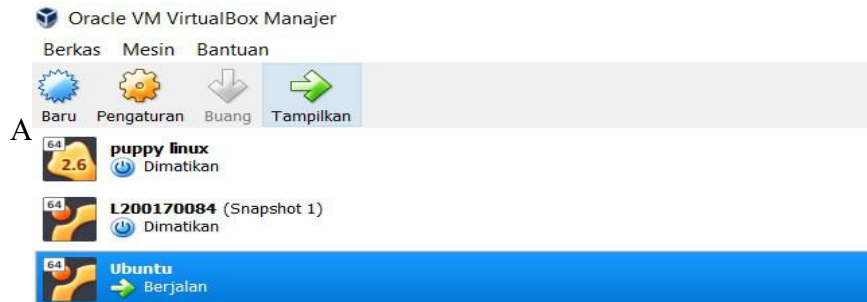 Oracle VM VirtualBox Manajer
Berkas Mesin Bantuan
Baru Pengaturan Buang Tampilkan
A
64 puppy linux
2.6 Dimatikan
64 L200170084 (Snapshot 1)
Dimatikan
64 Ubuntu
Berjalan